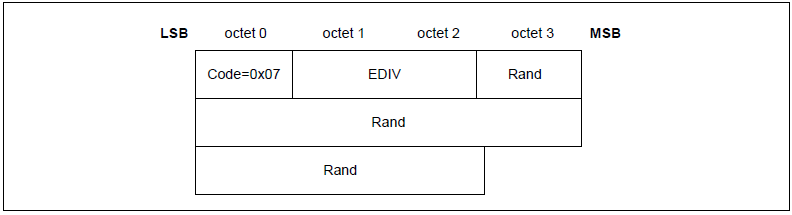 LSB octet 0 octet 1 octet 2 octet 3 MSB
Code=0x07 EDIV Rand
Rand
Rand